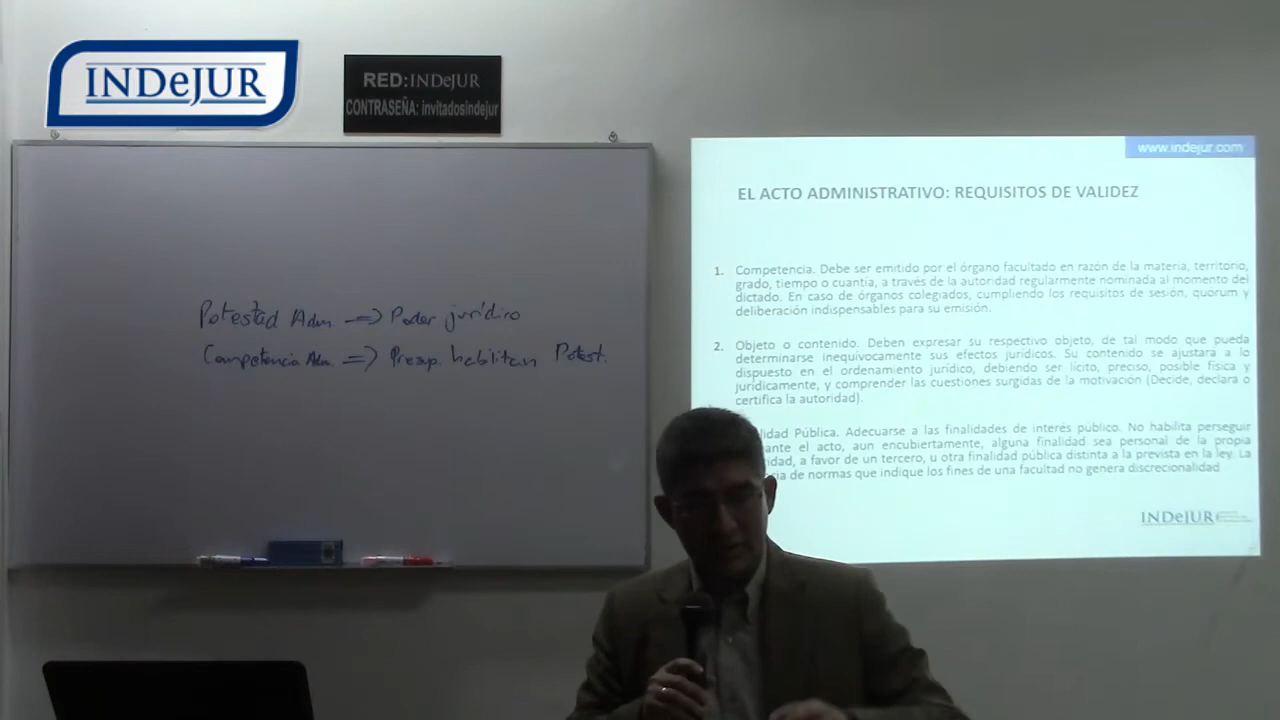 INDeJUR
RED:INDeJUR
CONTRASEÑA: invitadosindejur
Potestad Adm. => Poder jurídico
Competencia Adm. => Presup. habilitan Potest.
www.indejur.com
EL ACTO ADMINISTRATIVO: REQUISITOS DE VALIDEZ
1. Competencia. Debe ser emitido por el órgano facultado en razón de la materia, territorio,
grado, tiempo o cuantia, a través de la autoridad regularmente nominada al momento del
dictado. En caso de órganos colegiados, cumpliendo los requisitos de sesión, quorum y
deliberación indispensables para su emisión.
2. Objeto o contenido. Deben expresar su respectivo objeto, de tal modo que pueda
determinarse inequívocamente sus efectos jurídicos. Su contenido se ajustara a lo
dispuesto en el ordenamiento jurídico, debiendo ser lícito, preciso, posible física y
jurídicamente, y comprender las cuestiones surgidas de la motivación (Decide, declara o
certifica la autoridad).
Pública. Adecuarse a las finalidades de interés público. No habilita perseguir
el acto, aun encubiertamente, alguna finalidad sea personal de la propia
a favor de un tercero, u otra finalidad pública distinta a la prevista en la ley. La
de normas que indique los fines de una facultad no genera discrecionalidad
INDeJUR